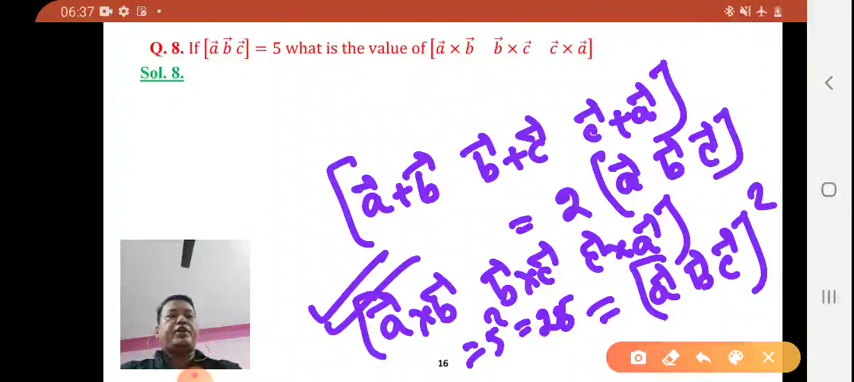 06:37
Q. 8. If [a⃗ b⃗ c⃗] = 5 what is the value of [a⃗ × b⃗ b⃗ × c⃗ c⃗ × a⃗]
Sol. 8.
[a⃗+b⃗ b⃗+c⃗ c⃗+a⃗]
= 2 [a⃗ b⃗ c⃗]
[a⃗×b⃗ b⃗×c⃗ c⃗×a⃗]
= [a⃗ b⃗ c⃗]²
= 5² = 25
16